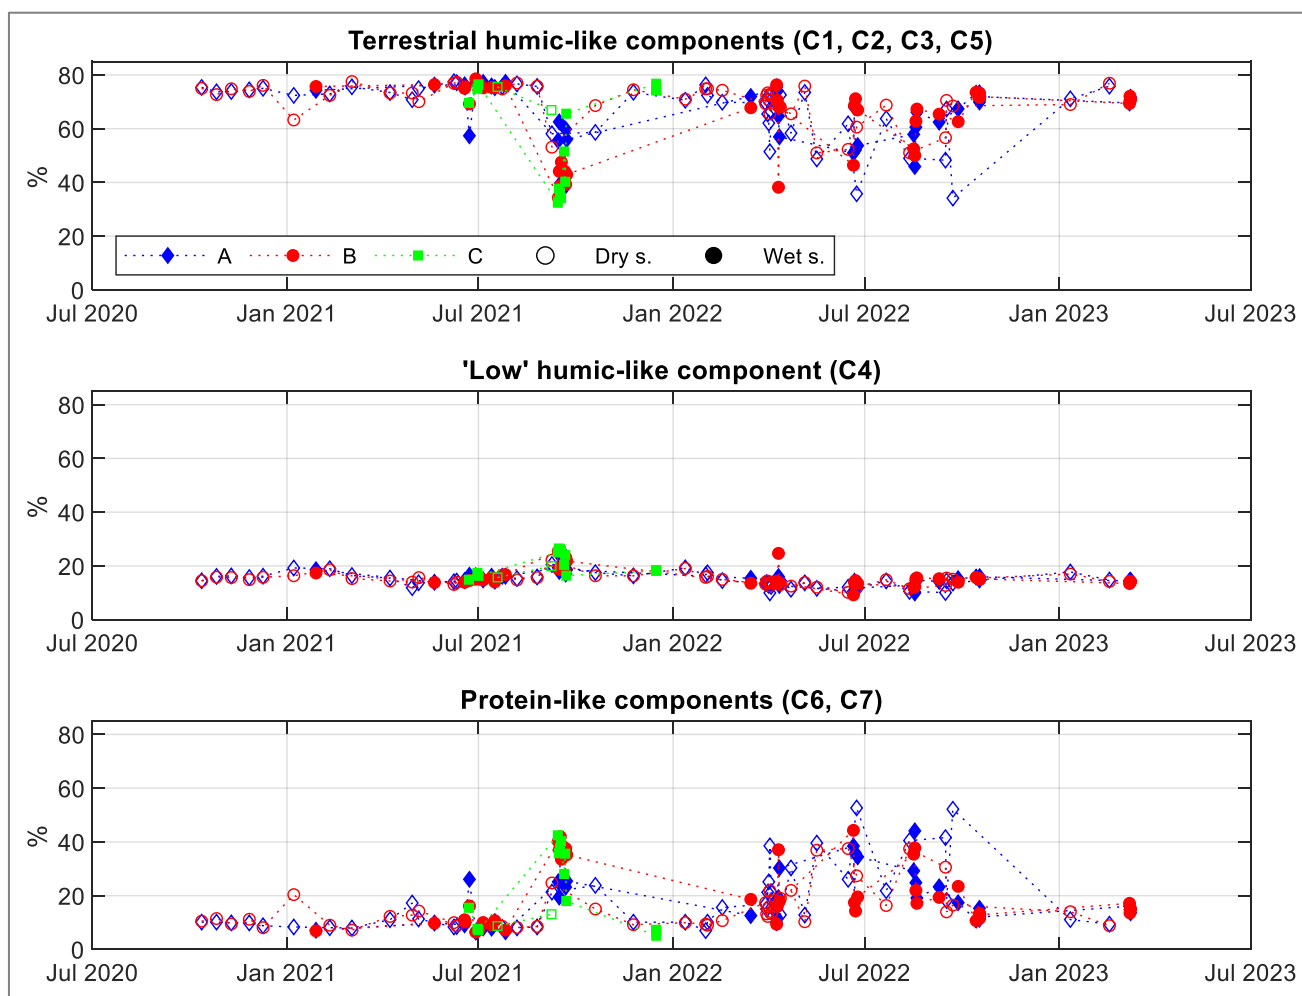 Terrestrial humic-like components (C1, C2, C3, C5)
80
60
40
20
0
%
A B C Dry s. Wet s.
Jul 2020 Jan 2021 Jul 2021 Jan 2022 Jul 2022 Jan 2023 Jul 2023
'Low' humic-like component (C4)
80
60
40
20
0
%
Jul 2020 Jan 2021 Jul 2021 Jan 2022 Jul 2022 Jan 2023 Jul 2023
Protein-like components (C6, C7)
80
60
40
20
0
%
Jul 2020 Jan 2021 Jul 2021 Jan 2022 Jul 2022 Jan 2023 Jul 2023